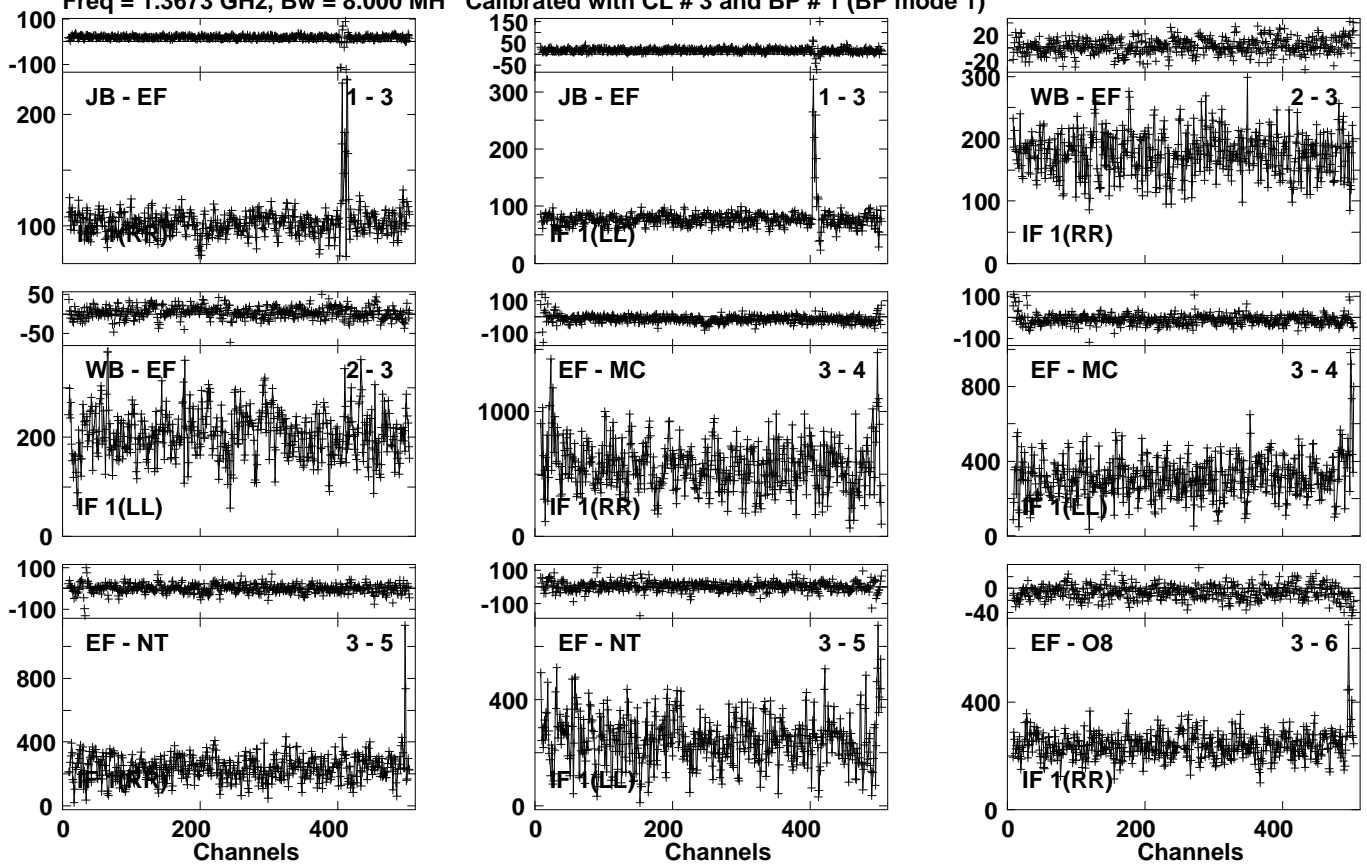 Freq = 1.3673 GHz, Bw = 8.000 MH Calibrated with CL # 3 and BP # 1 (BP mode 1)
100
-100
JB - EF 1 - 3
200
100
IF 1(RR)
150
50
-50
JB - EF 1 - 3
300
200
100
0
IF 1(LL)
20
-20
WB - EF 2 - 3
300
200
100
0
IF 1(RR)
50
-50
WB - EF 2 - 3
200
0
IF 1(LL)
100
-100
EF - MC 3 - 4
1000
0
IF 1(RR)
100
-100
EF - MC 3 - 4
800
400
0
IF 1(LL)
100
-100
EF - NT 3 - 5
800
400
0
IF 1(RR)
0 200 400
Channels
100
-100
EF - NT 3 - 5
400
0
IF 1(LL)
0 200 400
Channels
0
-40
EF - O8 3 - 6
400
200
0
IF 1(RR)
0 200 400
Channels